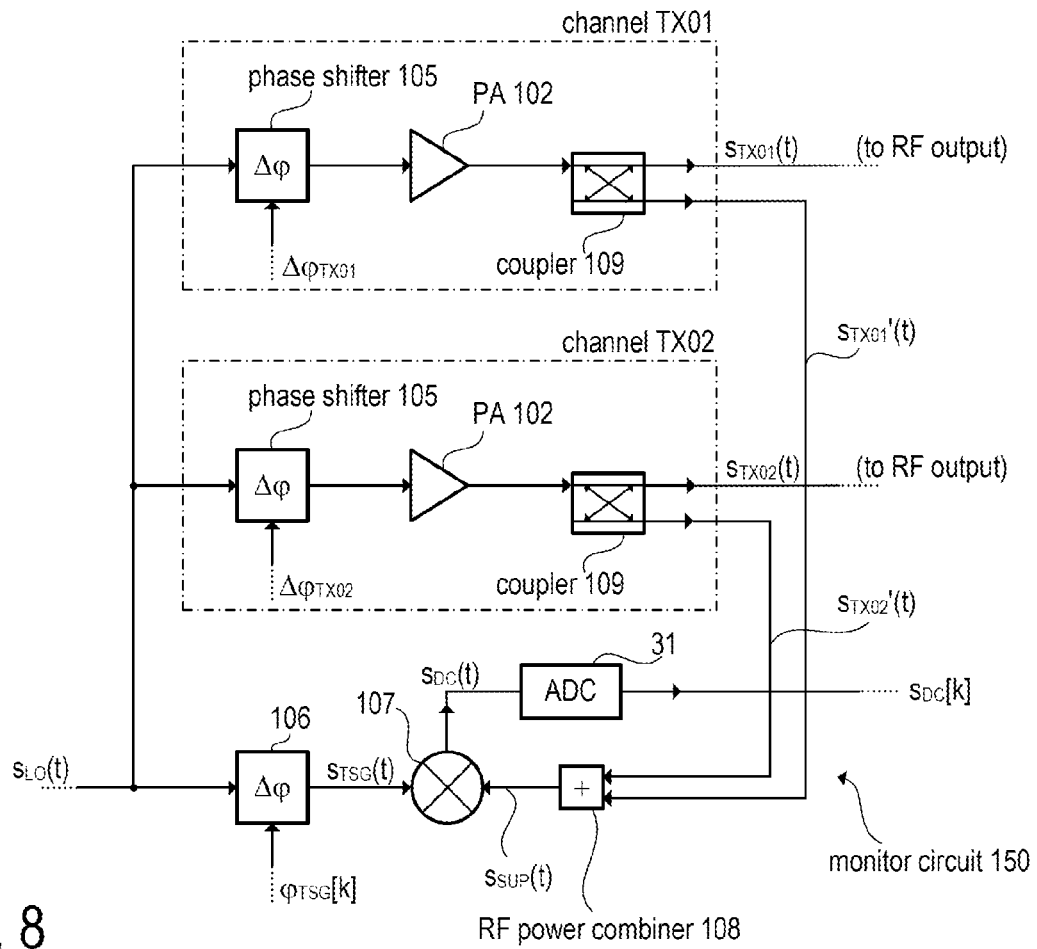 channel TX01
phase shifter 105
PA 102
Δφ
sTX01(t) (to RF output)
ΔφTX01
coupler 109
sTX01'(t)
channel TX02
phase shifter 105
PA 102
Δφ
sTX02(t) (to RF output)
ΔφTX02
coupler 109
sTX02'(t)
31
sDC(t)
ADC
sDC[k]
107
106
sLO(t)
Δφ
sTSG(t)
+
φTSG[k]
sSUP(t)
monitor circuit 150
RF power combiner 108
8